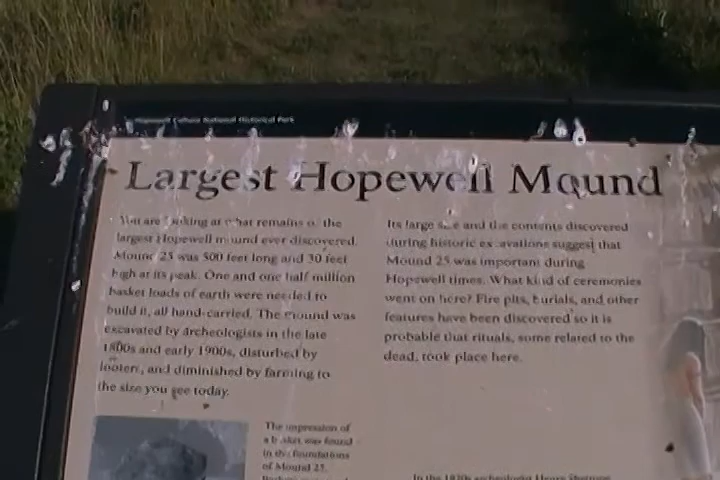 Hopewell Culture National Historical Park
Largest Hopewell Mound
You are looking at what remains of the
largest Hopewell mound ever discovered.
Mound 25 was 500 feet long and 30 feet
high at its peak. One and one half million
basket loads of earth were needed to
build it, all hand-carried. The mound was
excavated by archeologists in the late
1800s and early 1900s, disturbed by
looters, and diminished by farming to
the size you see today.
Its large size and the contents discovered
during historic excavations suggest that
Mound 25 was important during
Hopewell times. What kind of ceremonies
went on here? Fire pits, burials, and other
features have been discovered so it is
probable that rituals, some related to the
dead, took place here.
The impression of
a basket was found
in the foundations
of Mound 25.
In the 1820s archeologist Henry